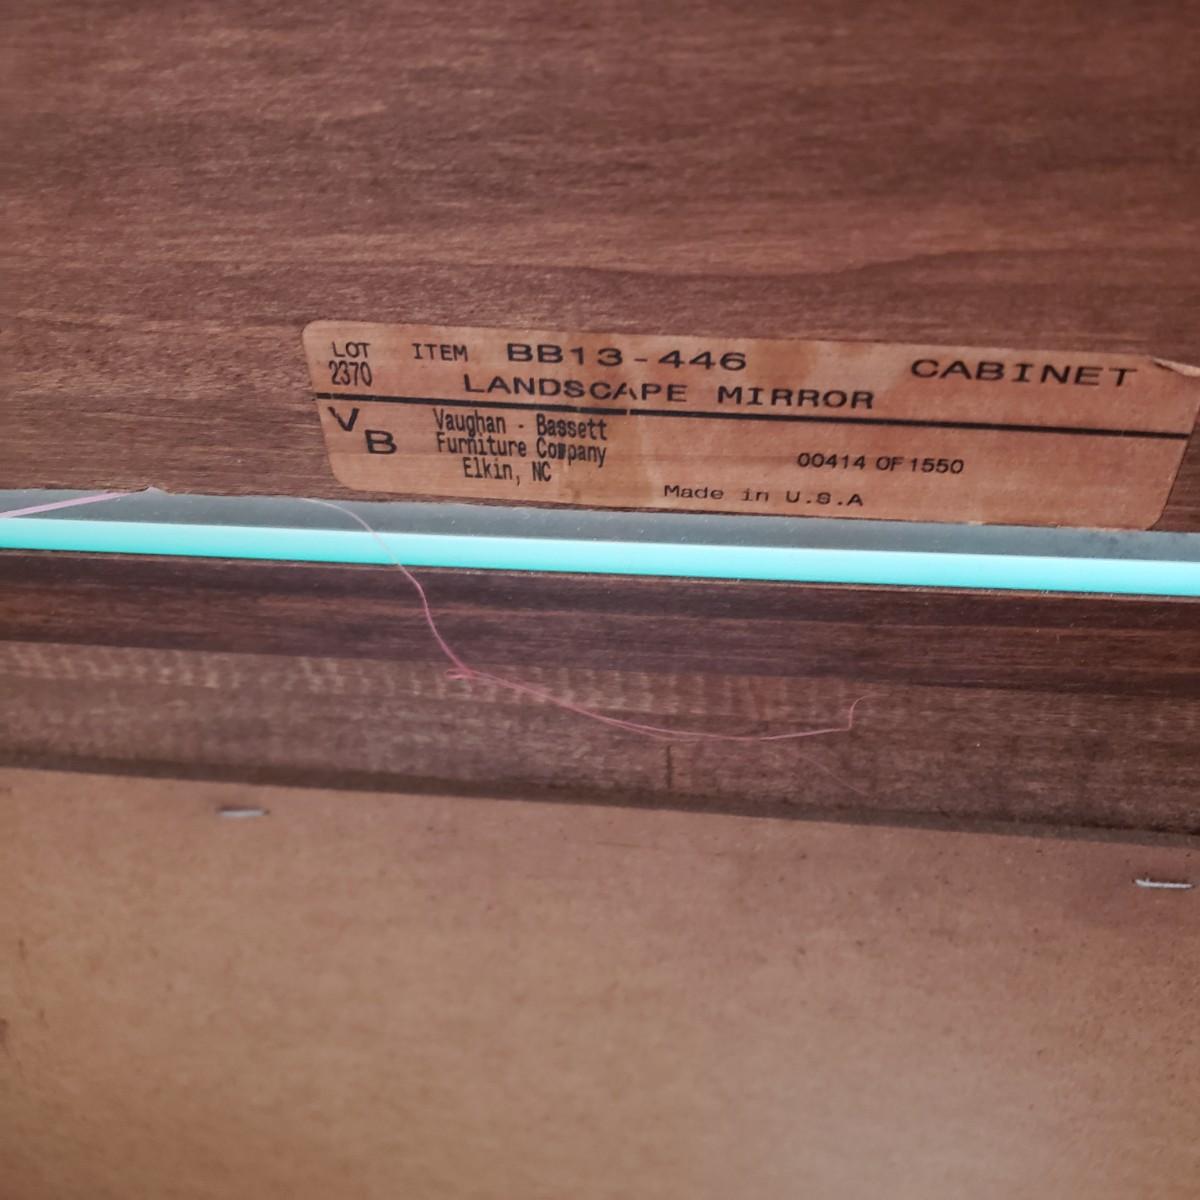 LOT ITEM BB13-446 CABINET
2370 LANDSCAPE MIRROR
V B
Vaughan - Bassett
Furniture Company
Elkin, NC
00414 OF 1550
Made in U.S.A